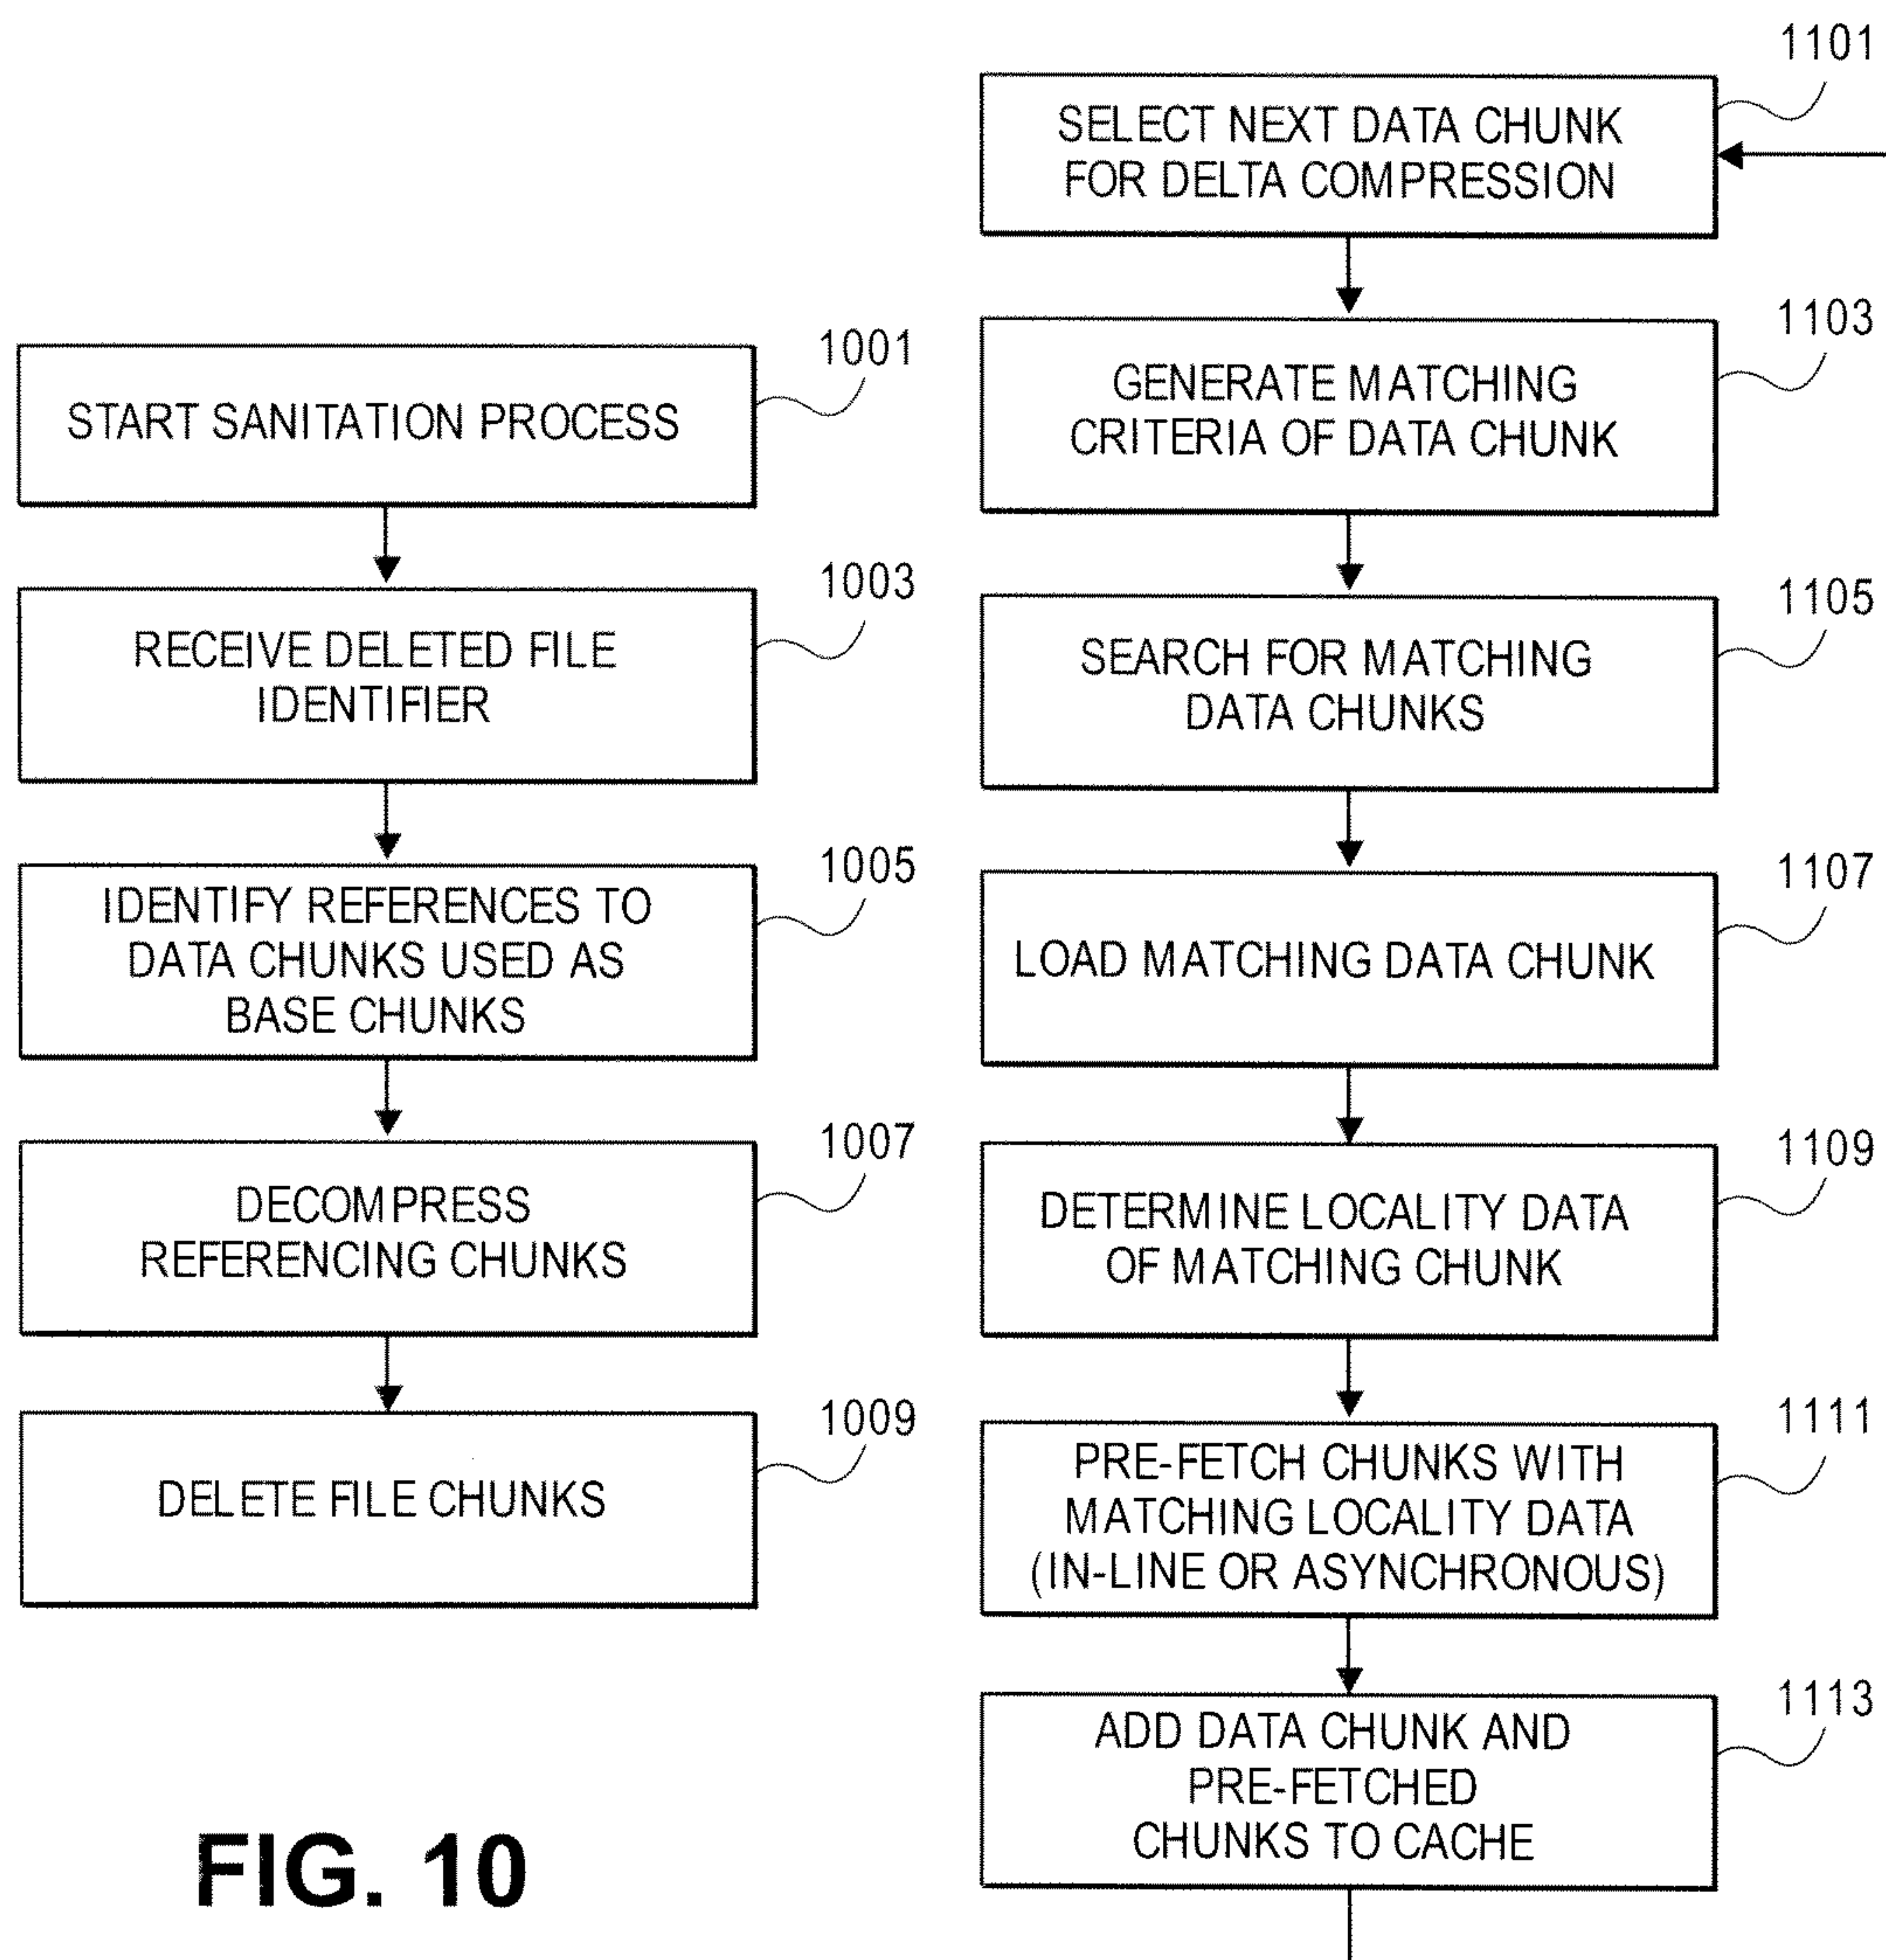 1001
START SANITATION PROCESS
1003
RECEIVE DELETED FILE
IDENTIFIER
1005
IDENTIFY REFERENCES TO
DATA CHUNKS USED AS
BASE CHUNKS
1007
DECOMPRESS
REFERENCING CHUNKS
1009
DELETE FILE CHUNKS
FIG. 10
1101
SELECT NEXT DATA CHUNK
FOR DELTA COMPRESSION
1103
GENERATE MATCHING
CRITERIA OF DATA CHUNK
1105
SEARCH FOR MATCHING
DATA CHUNKS
1107
LOAD MATCHING DATA CHUNK
1109
DETERMINE LOCALITY DATA
OF MATCHING CHUNK
1111
PRE-FETCH CHUNKS WITH
MATCHING LOCALITY DATA
(IN-LINE OR ASYNCHRONOUS)
1113
ADD DATA CHUNK AND
PRE-FETCHED
CHUNKS TO CACHE